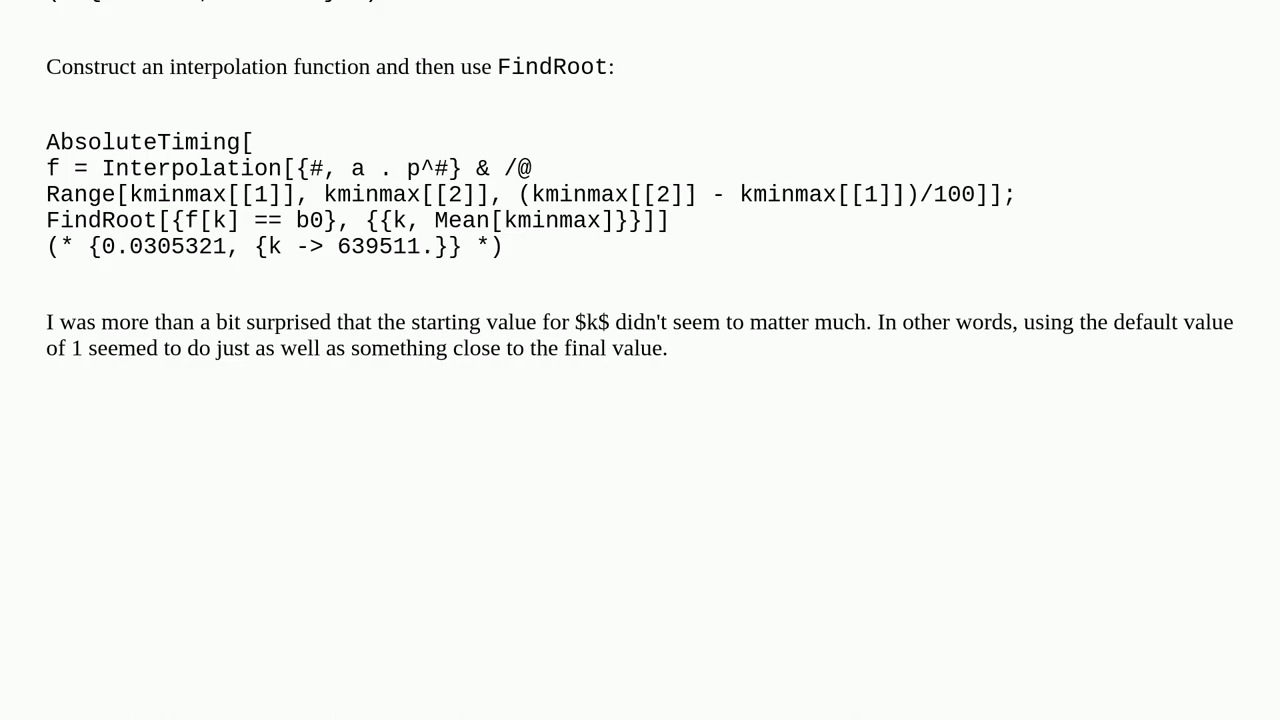 Construct an interpolation function and then use FindRoot:
AbsoluteTiming[
f = Interpolation[{#, a . p^#} & /@
Range[kminmax[[1]], kminmax[[2]], (kminmax[[2]] - kminmax[[1]])/100]];
FindRoot[{f[k] == b0}, {{k, Mean[kminmax]}}]]
(* {0.0305321, {k -> 639511.}} *)
I was more than a bit surprised that the starting value for $k$ didn't seem to matter much. In other words, using the default value
of 1 seemed to do just as well as something close to the final value.